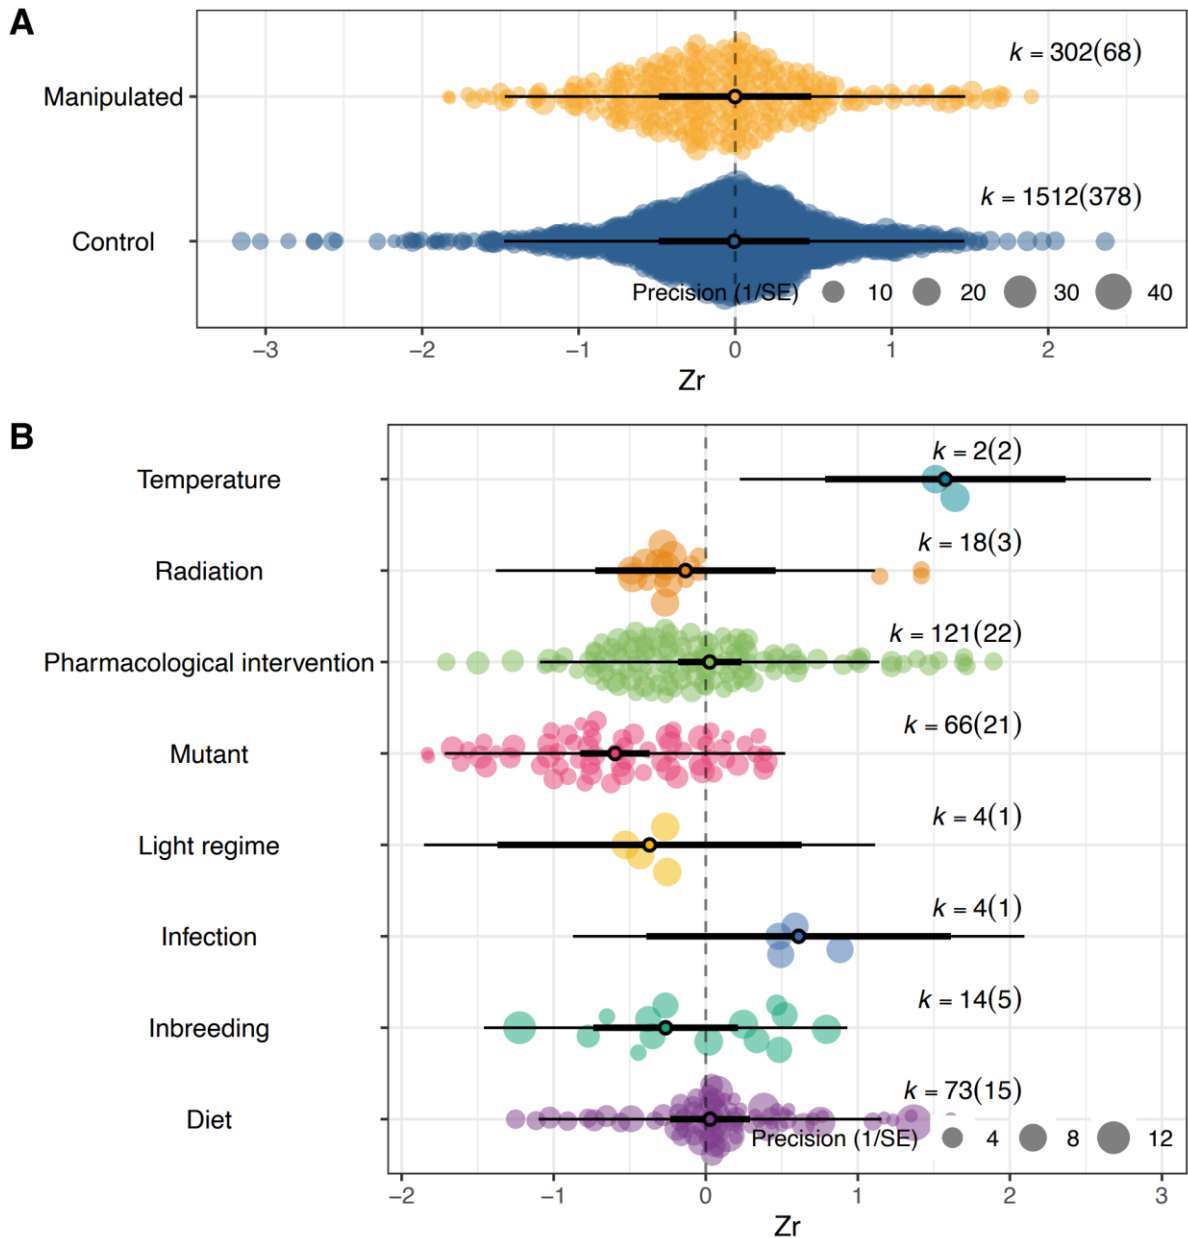 A
Manipulated
k = 302(68)
Control
k = 1512(378)
Precision (1/SE) 10 20 30 40
−3 −2 −1 0 1 2
Zr
B
Temperature
k = 2(2)
Radiation
k = 18(3)
Pharmacological intervention
k = 121(22)
Mutant
k = 66(21)
Light regime
k = 4(1)
Infection
k = 4(1)
Inbreeding
k = 14(5)
Diet
k = 73(15)
Precision (1/SE) 4 8 12
−2 −1 0 1 2 3
Zr